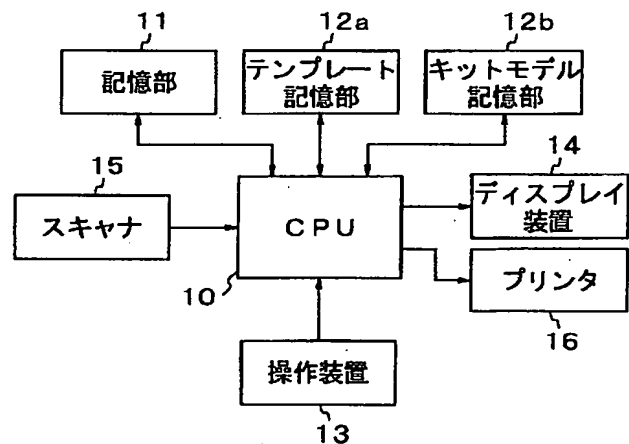 11
12a
12b
記憶部
テンプレート
記憶部
キットモデル
記憶部
15
14
スキャナ
CPU
ディスプレイ
装置
10
プリンタ
16
操作装置
13